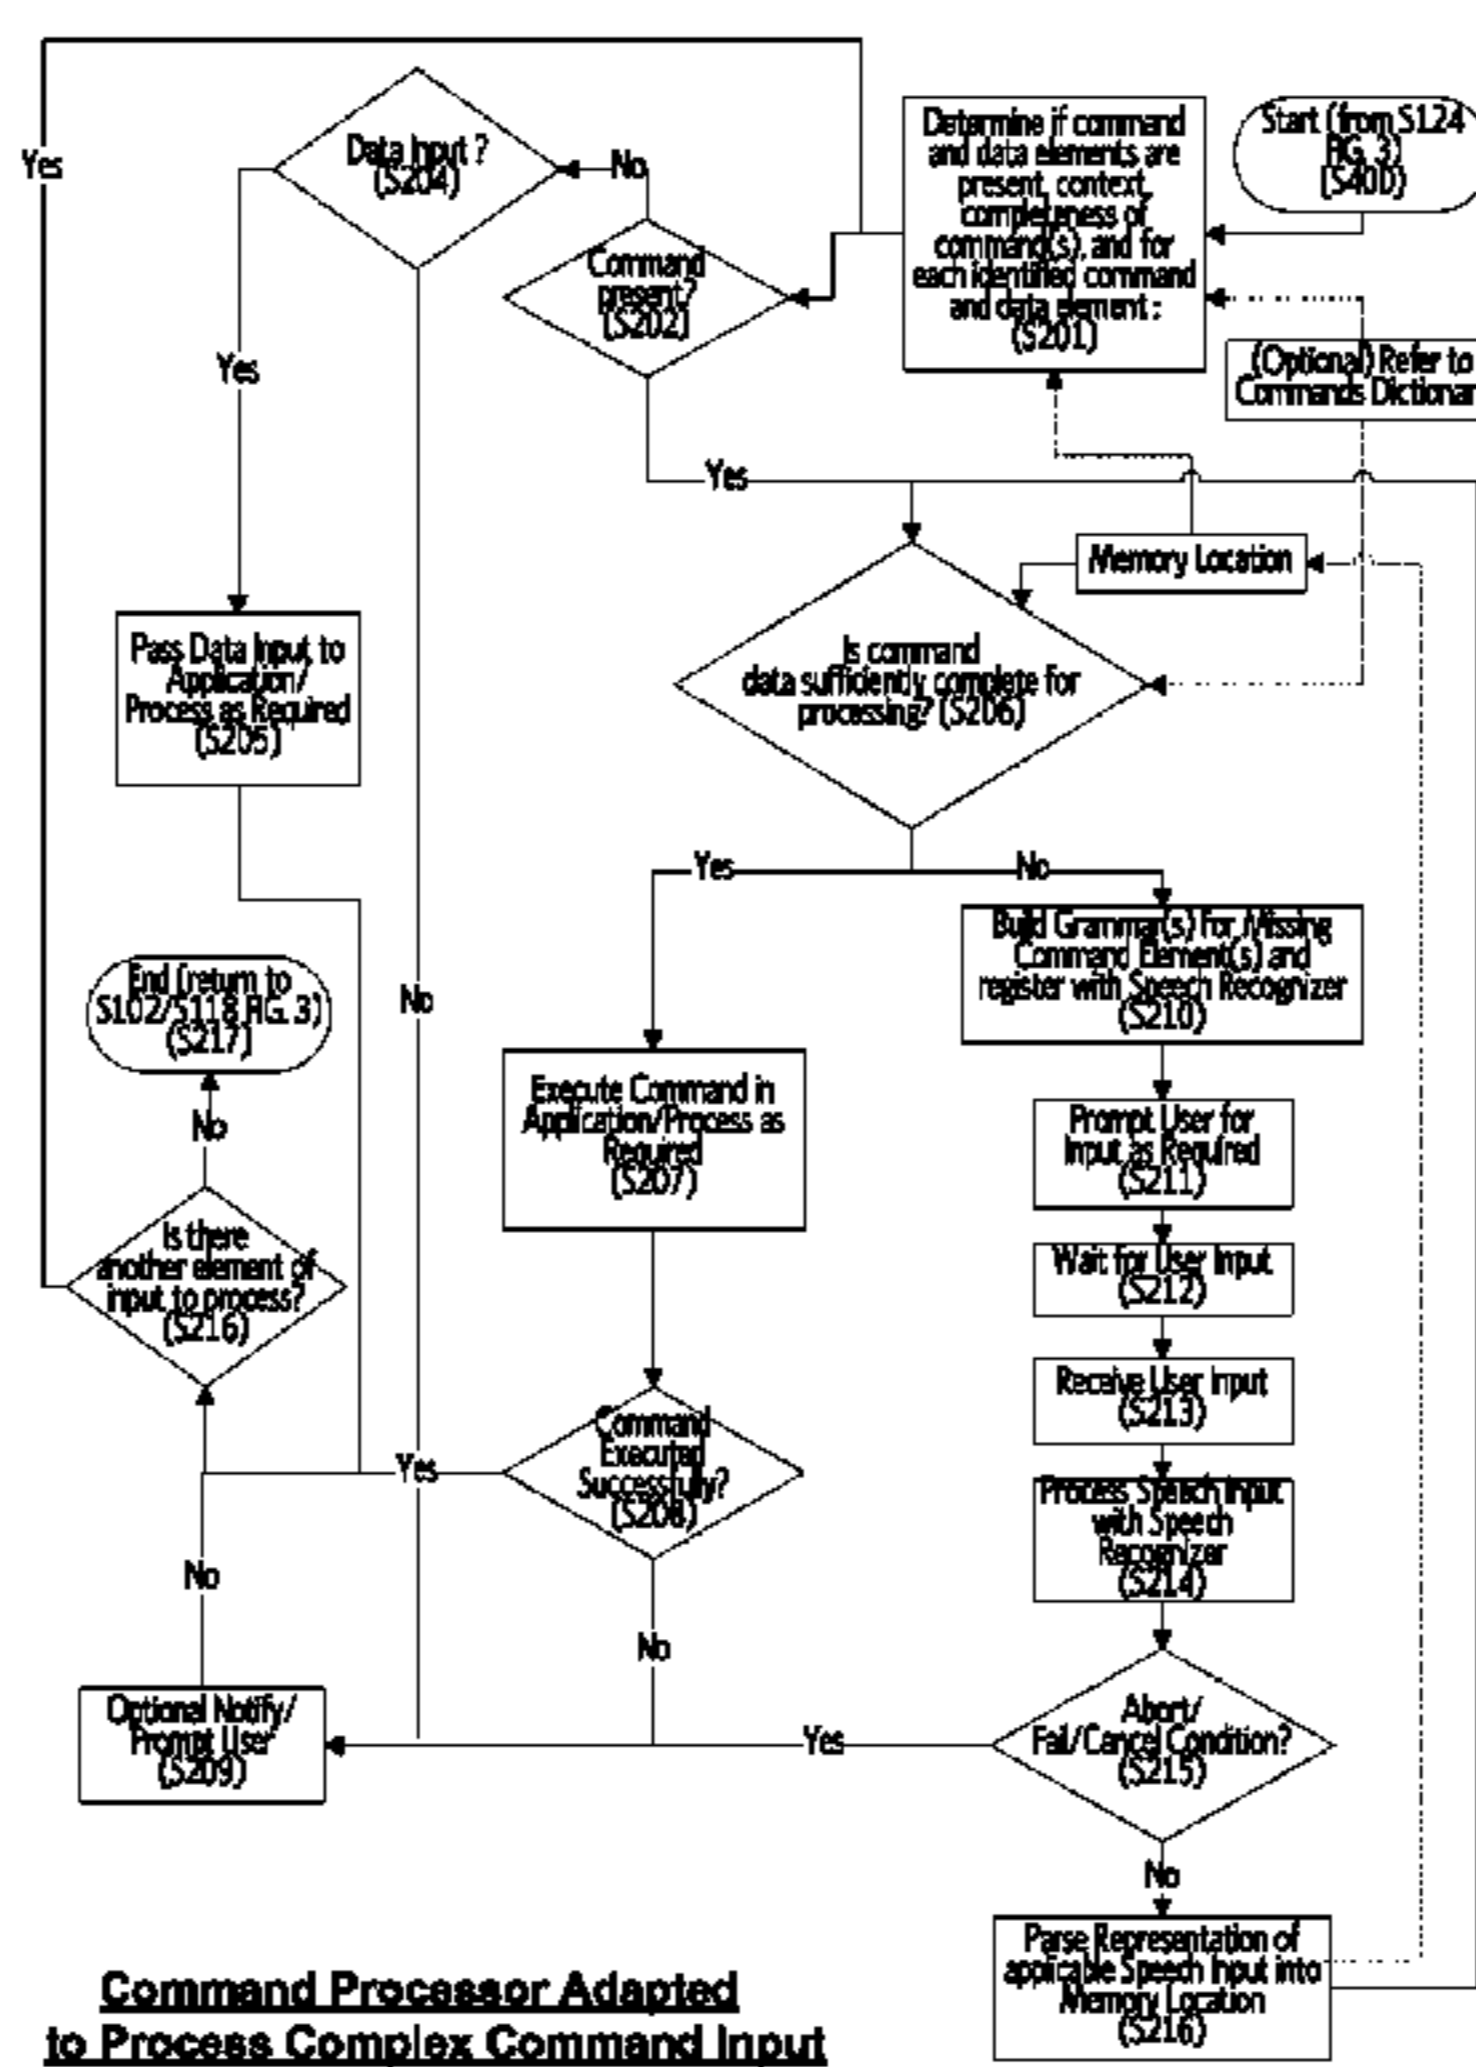 Start (from S124
FIG. 3)
(S400)
Determine if command
and data elements are
present, context,
completeness of
command(s), and for
each identified command
and data element :
(S201)
(Optional) Refer to
Commands
Command
present?
(S202)
No
Data Input ?
(S204)
Yes
Yes
Yes
Memory Location
Is command
data sufficiently complete for
processing? (S206)
Pass Data Input to
Application/
Process as Required
(S205)
Yes
No
Build Grammar(s) For Missing
Command Element(s) and
register with Speech Recognizer
(S210)
End (return to
S102/S118 FIG. 3)
(S217)
No
No
Execute Command in
Application/Process as
Required
(S207)
Prompt User for
Input as Required
(S211)
Is there
another element of
input to process?
(S216)
Wait for User Input
(S212)
Receive User Input
(S213)
Command
Executed
Successfully?
(S208)
Yes
Process Speech Input
with Speech
Recognizer
(S214)
No
No
Optional Notify/
Prompt User
(S209)
Yes
Abort/
Fail/Cancel Condition?
(S215)
No
Parse Representation of
applicable Speech Input into
Memory Location
(S216)
Command Processor Adapted
to Process Complex Command Input